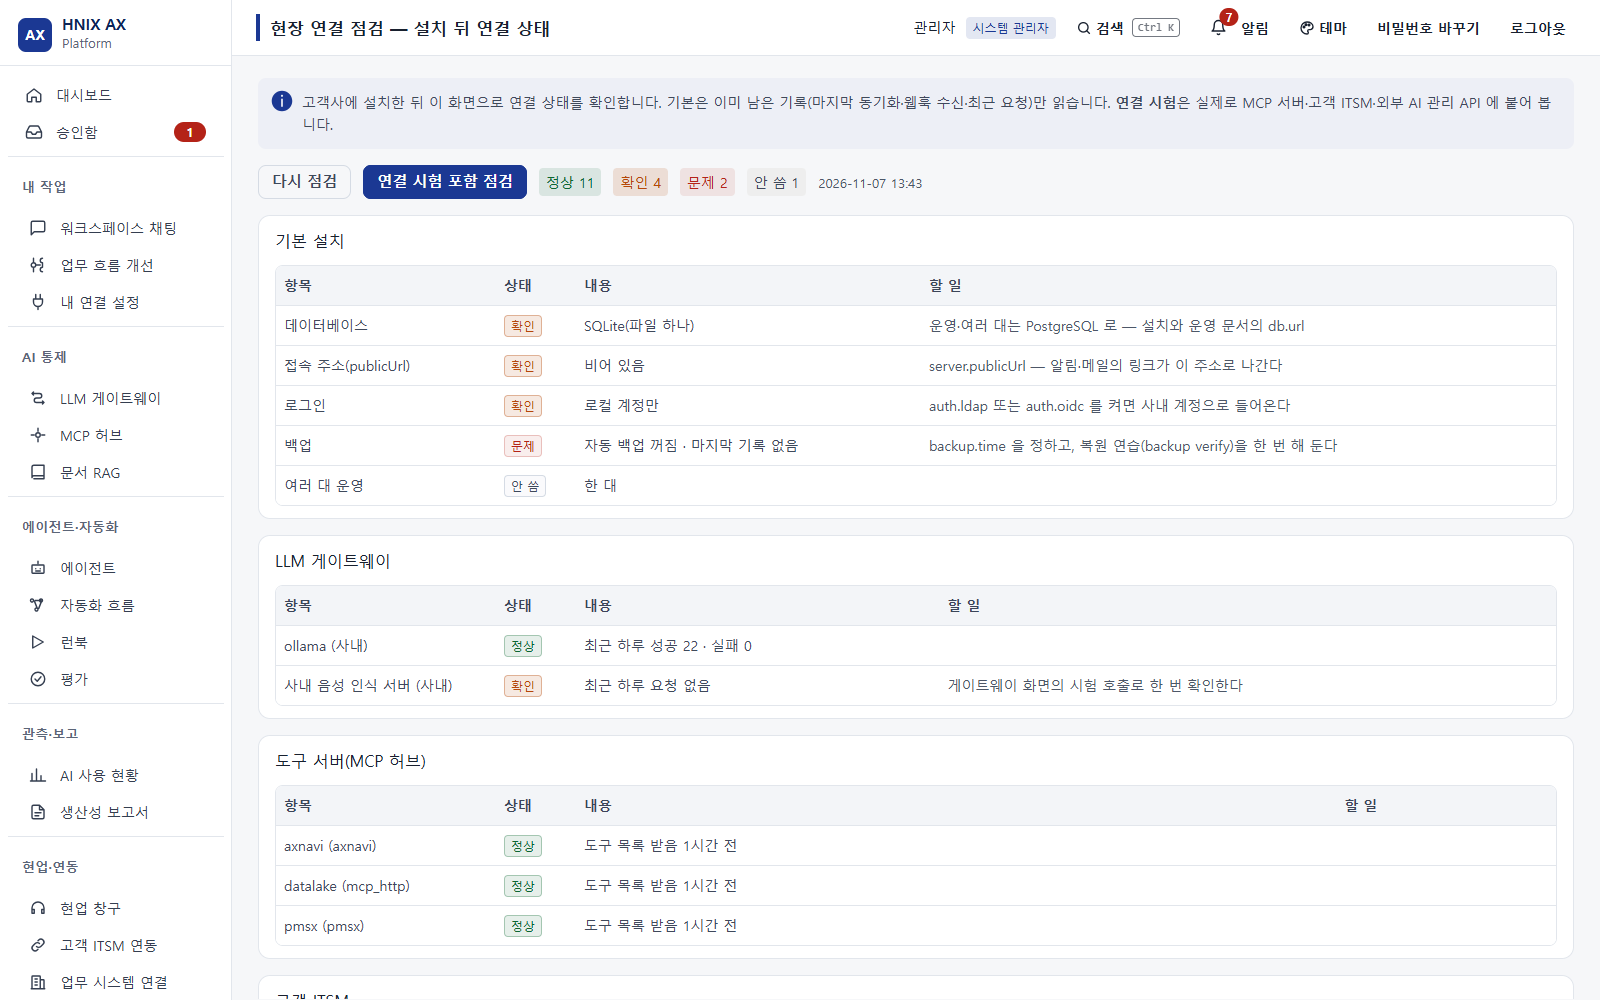 AX
HNIX AX
Platform
대시보드
승인함
1
내 작업
워크스페이스 채팅
업무 흐름 개선
내 연결 설정
AI 통제
LLM 게이트웨이
MCP 허브
문서 RAG
에이전트·자동화
에이전트
자동화 흐름
런북
평가
관측·보고
AI 사용 현황
생산성 보고서
현업·연동
현업 창구
고객 ITSM 연동
업무 시스템 연결
현장 연결 점검 — 설치 뒤 연결 상태
관리자 시스템 관리자 검색 Ctrl K 7 알림 테마 비밀번호 바꾸기 로그아웃
고객사에 설치한 뒤 이 화면으로 연결 상태를 확인합니다. 기본은 이미 남은 기록(마지막 동기화·웹훅 수신·최근 요청)만 읽습니다. 연결 시험은 실제로 MCP 서버·고객 ITSM·외부 AI 관리 API 에 붙어 봅
니다.
다시 점검 연결 시험 포함 점검 정상 11 확인 4 문제 2 안 씀 1 2026-11-07 13:43
기본 설치
항목 상태 내용 할 일
데이터베이스 확인 SQLite(파일 하나) 운영·여러 대는 PostgreSQL 로 — 설치와 운영 문서의 db.url
접속 주소(publicUrl) 확인 비어 있음 server.publicUrl — 알림·메일의 링크가 이 주소로 나간다
로그인 확인 로컬 계정만 auth.ldap 또는 auth.oidc 를 켜면 사내 계정으로 들어온다
백업 문제 자동 백업 꺼짐 · 마지막 기록 없음 backup.time 을 정하고, 복원 연습(backup verify)을 한 번 해 둔다
여러 대 운영 안 씀 한 대
LLM 게이트웨이
항목 상태 내용 할 일
ollama (사내) 정상 최근 하루 성공 22 · 실패 0
사내 음성 인식 서버 (사내) 확인 최근 하루 요청 없음 게이트웨이 화면의 시험 호출로 한 번 확인한다
도구 서버(MCP 허브)
항목 상태 내용 할 일
axnavi (axnavi) 정상 도구 목록 받음 1시간 전
datalake (mcp_http) 정상 도구 목록 받음 1시간 전
pmsx (pmsx) 정상 도구 목록 받음 1시간 전
고객 ITSM